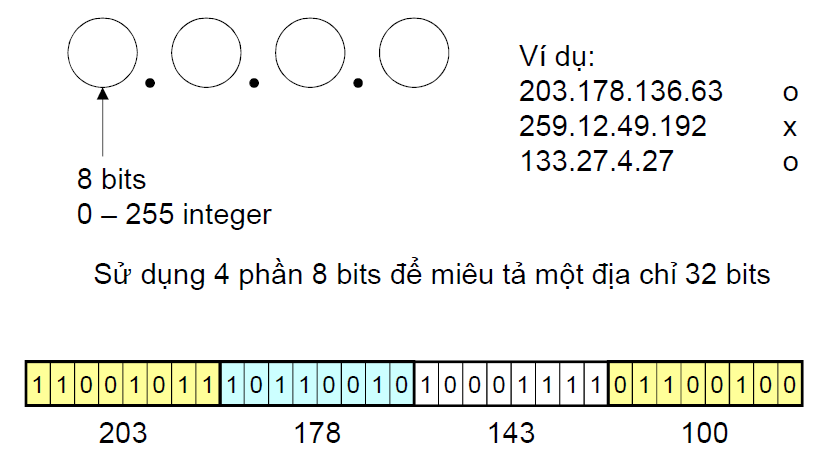 Ví dụ:
203.178.136.63 o
259.12.49.192 x
133.27.4.27 o
8 bits
0 – 255 integer
Sử dụng 4 phần 8 bits để miêu tả một địa chỉ 32 bits
1 1 0 0 1 0 1 1 1 0 1 1 0 0 1 0 1 0 0 0 1 1 1 1 0 1 1 0 0 1 0 0
203 178 143 100